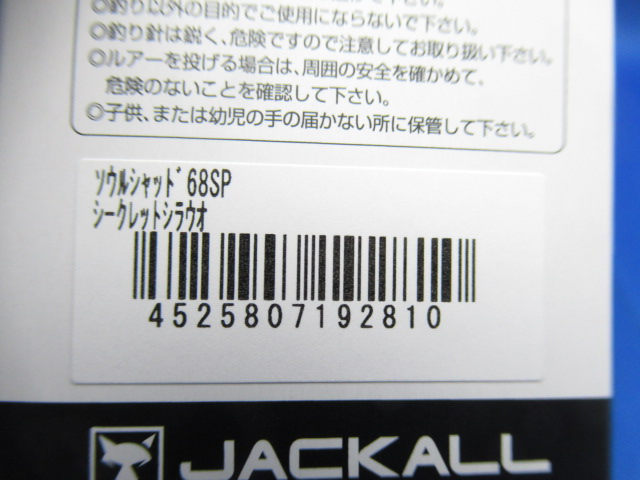 ◎釣り以外の目的でご使用にならないで下さい。
◎釣り針は鋭く、危険ですので注意してお取り扱い下さい。
◎ルアーを投げる場合は、周囲の安全を確かめて、
危険のないことを確認して下さい。
◎子供、または幼児の手の届かない所に保管して下さい。
ソウルシャッド68SP
シークレットシラウオ
4525807192810
JACKALL